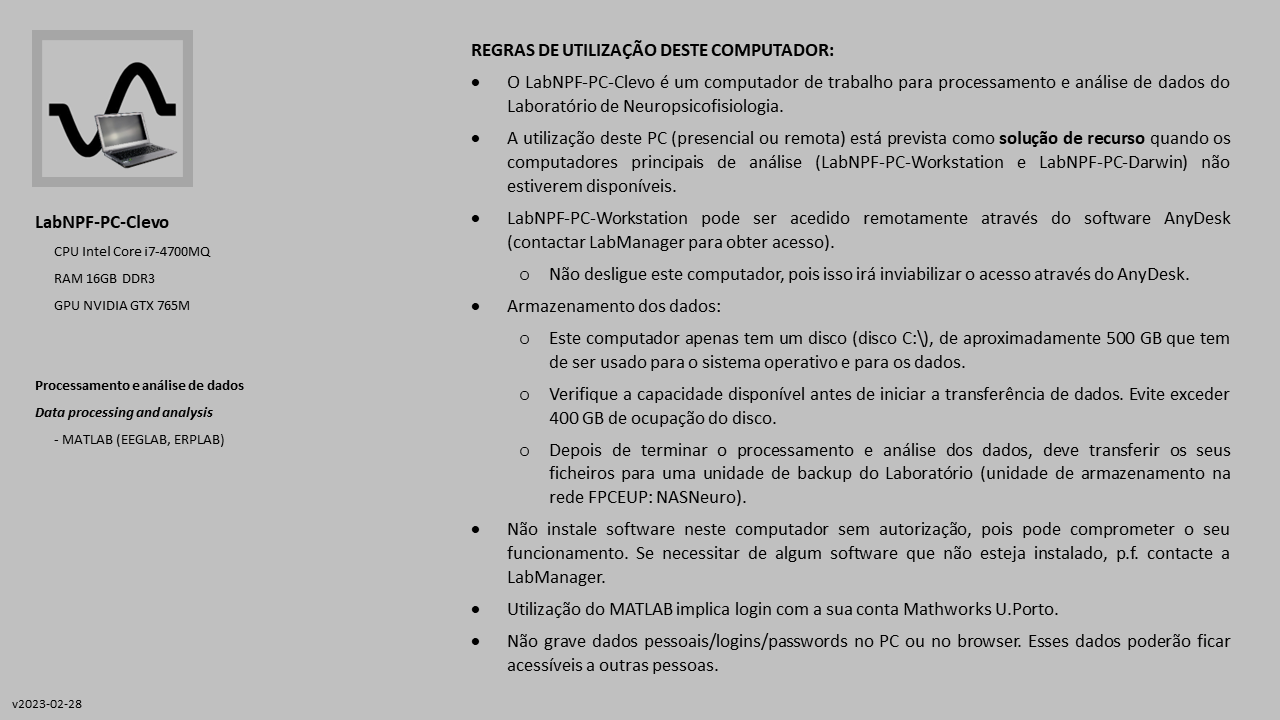 LabNPF-PC-Clevo
CPU Intel Core i7-4700MQ
RAM 16GB DDR3
GPU NVIDIA GTX 765M
Processamento e análise de dados
Data processing and analysis
- MATLAB (EEGLAB, ERPLAB)
REGRAS DE UTILIZAÇÃO DESTE COMPUTADOR:
• O LabNPF-PC-Clevo é um computador de trabalho para processamento e análise de dados do
Laboratório de Neuropsicofisiologia.
• A utilização deste PC (presencial ou remota) está prevista como solução de recurso quando os
computadores principais de análise (LabNPF-PC-Workstation e LabNPF-PC-Darwin) não
estiverem disponíveis.
• LabNPF-PC-Workstation pode ser acedido remotamente através do software AnyDesk
(contactar LabManager para obter acesso).
o Não desligue este computador, pois isso irá inviabilizar o acesso através do AnyDesk.
• Armazenamento dos dados:
o Este computador apenas tem um disco (disco C:\), de aproximadamente 500 GB que tem
de ser usado para o sistema operativo e para os dados.
o Verifique a capacidade disponível antes de iniciar a transferência de dados. Evite exceder
400 GB de ocupação do disco.
o Depois de terminar o processamento e análise dos dados, deve transferir os seus
ficheiros para uma unidade de backup do Laboratório (unidade de armazenamento na
rede FPCEUP: NASNeuro).
• Não instale software neste computador sem autorização, pois pode comprometer o seu
funcionamento. Se necessitar de algum software que não esteja instalado, p.f. contacte a
LabManager.
• Utilização do MATLAB implica login com a sua conta Mathworks U.Porto.
• Não grave dados pessoais/logins/passwords no PC ou no browser. Esses dados poderão ficar
acessíveis a outras pessoas.
v2023-02-28